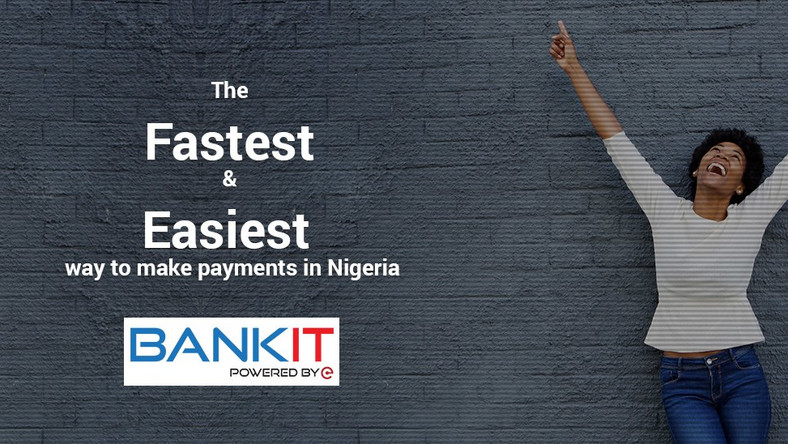 The
Fastest
&
Easiest
way to make payments in Nigeria
BANKIT
POWERED BY e